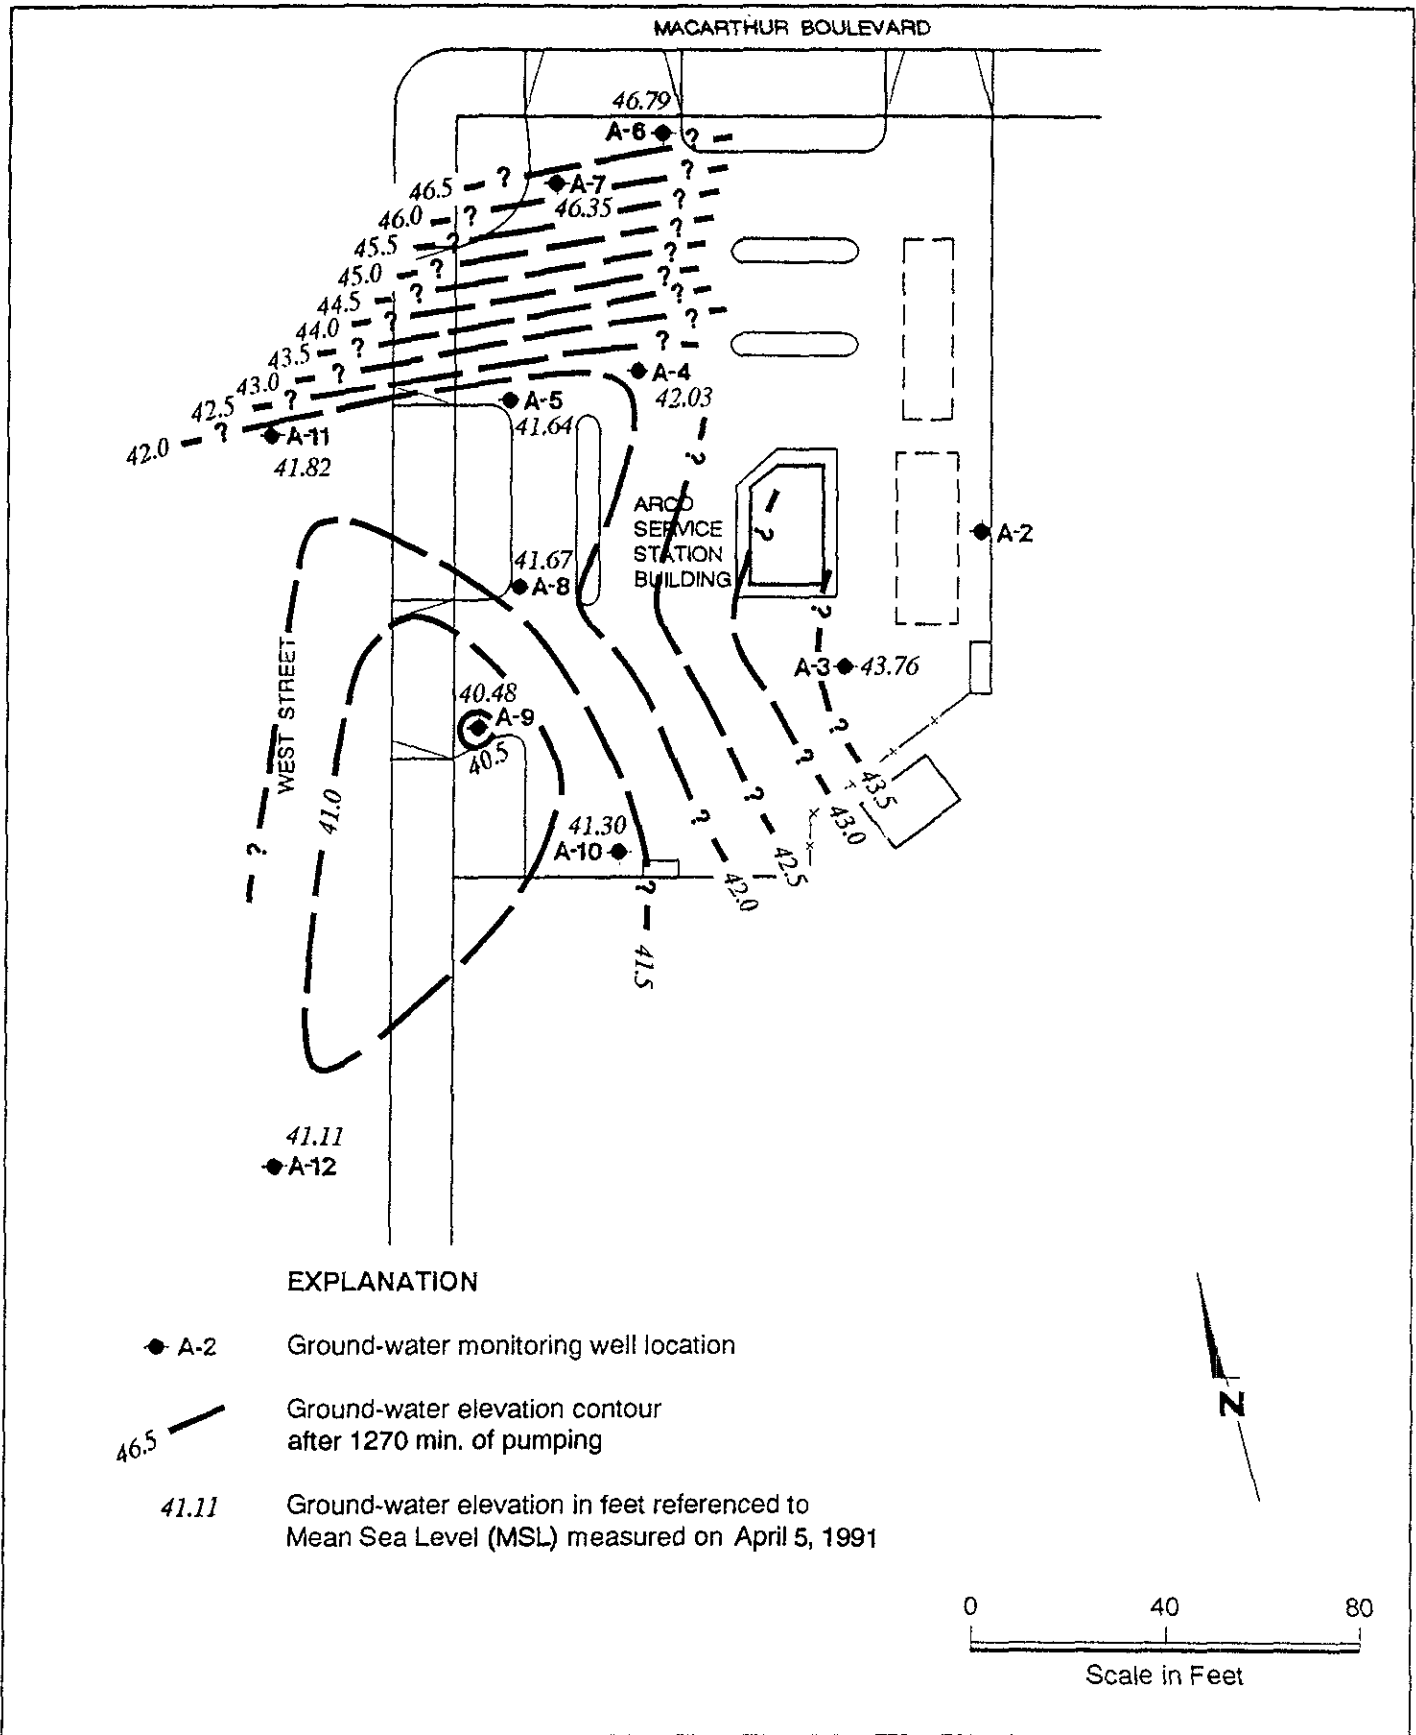 MACARTHUR BOULEVARD
46.79
A-6
?
?
46.5
?
A-7
46.35
46.0
?
?
45.5
?
?
45.0
?
?
44.5
?
?
44.0
?
?
43.5
?
?
43.0
?
?
42.5
?
?
42.0
?
A-4
42.03
A-5
41.64
A-11
41.82
?
ARCO
SERVICE
STATION
BUILDING
?
A-2
41.67
A-8
?
WEST STREET
A-3
43.76
40.48
A-9
40.5
?
?
41.0
43.5
?
?
43.0
41.30
A-10
?
42.5
42.0
?
41.5
41.11
A-12
EXPLANATION
A-2 Ground-water monitoring well location
46.5 Ground-water elevation contour
after 1270 min. of pumping
41.11 Ground-water elevation in feet referenced to
Mean Sea Level (MSL) measured on April 5, 1991
N
0 40 80
Scale in Feet